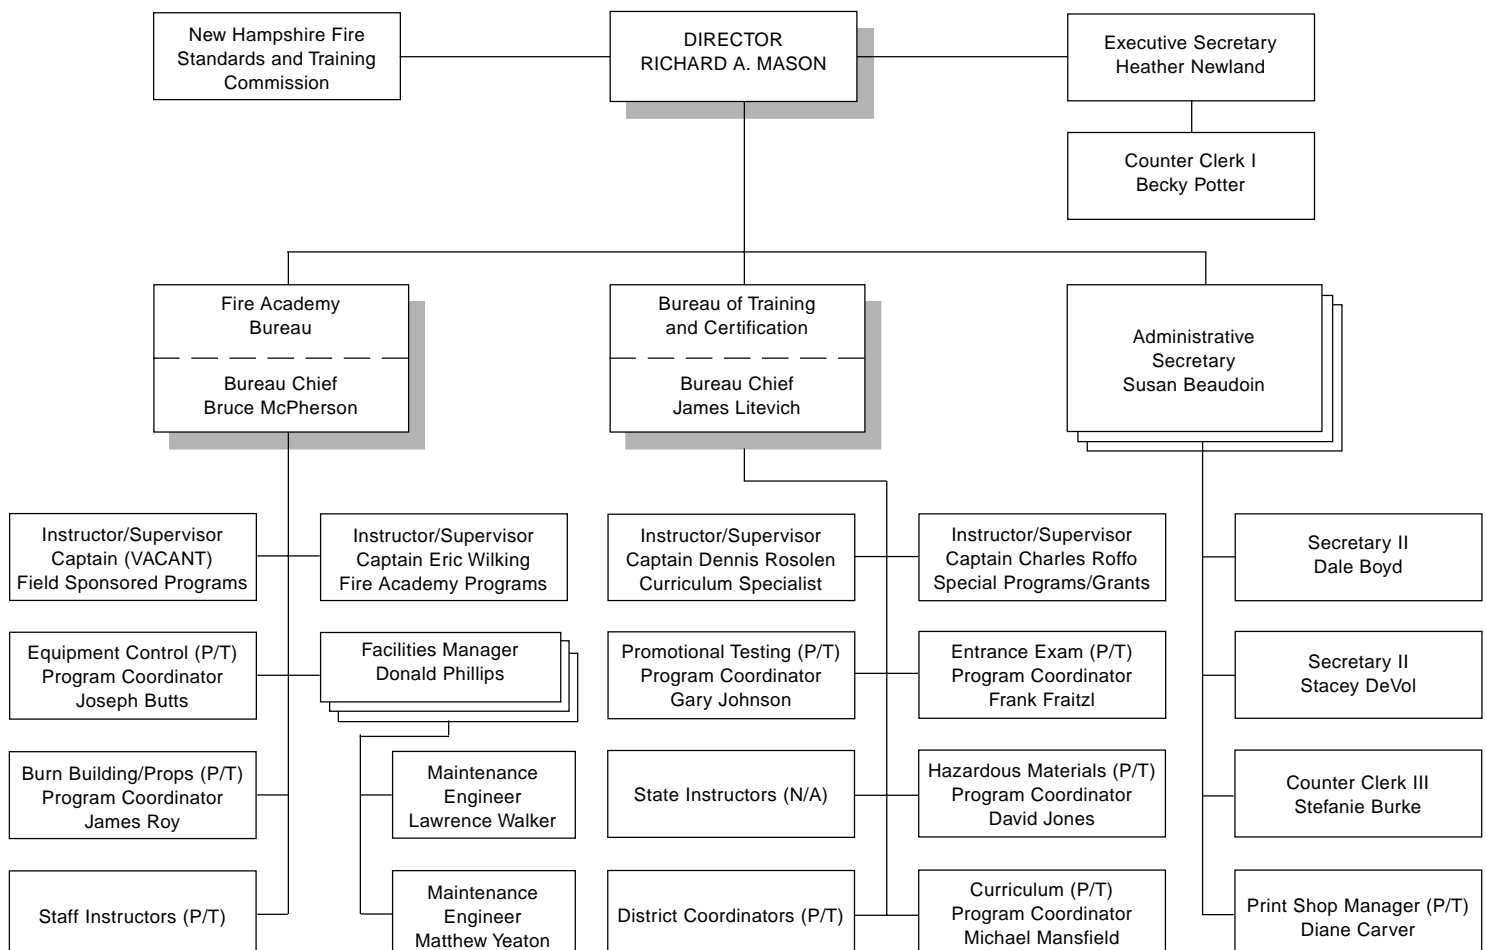 New Hampshire Fire
Standards and Training
Commission
DIRECTOR
RICHARD A. MASON
Executive Secretary
Heather Newland
Counter Clerk I
Becky Potter
Fire Academy
Bureau
Bureau Chief
Bruce McPherson
Bureau of Training
and Certification
Bureau Chief
James Litevich
Administrative
Secretary
Susan Beaudoin
Instructor/Supervisor
Captain (VACANT)
Field Sponsored Programs
Instructor/Supervisor
Captain Eric Wilking
Fire Academy Programs
Instructor/Supervisor
Captain Dennis Rosolen
Curriculum Specialist
Instructor/Supervisor
Captain Charles Roffo
Special Programs/Grants
Secretary II
Dale Boyd
Equipment Control (P/T)
Program Coordinator
Joseph Butts
Facilities Manager
Donald Phillips
Promotional Testing (P/T)
Program Coordinator
Gary Johnson
Entrance Exam (P/T)
Program Coordinator
Frank Fraitzl
Secretary II
Stacey DeVol
Burn Building/Props (P/T)
Program Coordinator
James Roy
Maintenance
Engineer
Lawrence Walker
State Instructors (N/A)
Hazardous Materials (P/T)
Program Coordinator
David Jones
Counter Clerk III
Stefanie Burke
Staff Instructors (P/T)
Maintenance
Engineer
Matthew Yeaton
District Coordinators (P/T)
Curriculum (P/T)
Program Coordinator
Michael Mansfield
Print Shop Manager (P/T)
Diane Carver